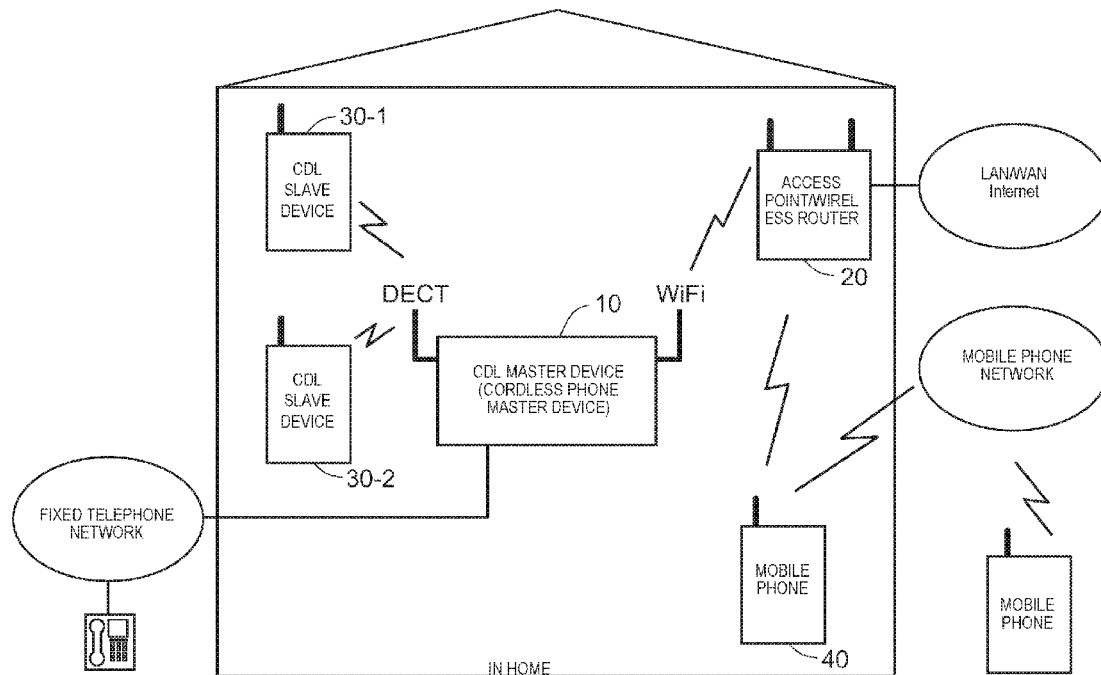 30-1
CDL
SLAVE
DEVICE
ACCESS
POINT/WIREL
ESS ROUTER
20
LAN/WAN
Internet
DECT
WiFi
10
CDL MASTER DEVICE
(CORDLESS PHONE
MASTER DEVICE)
CDL
SLAVE
DEVICE
30-2
MOBILE PHONE
NETWORK
FIXED TELEPHONE
NETWORK
MOBILE
PHONE
40
MOBILE
PHONE
IN HOME